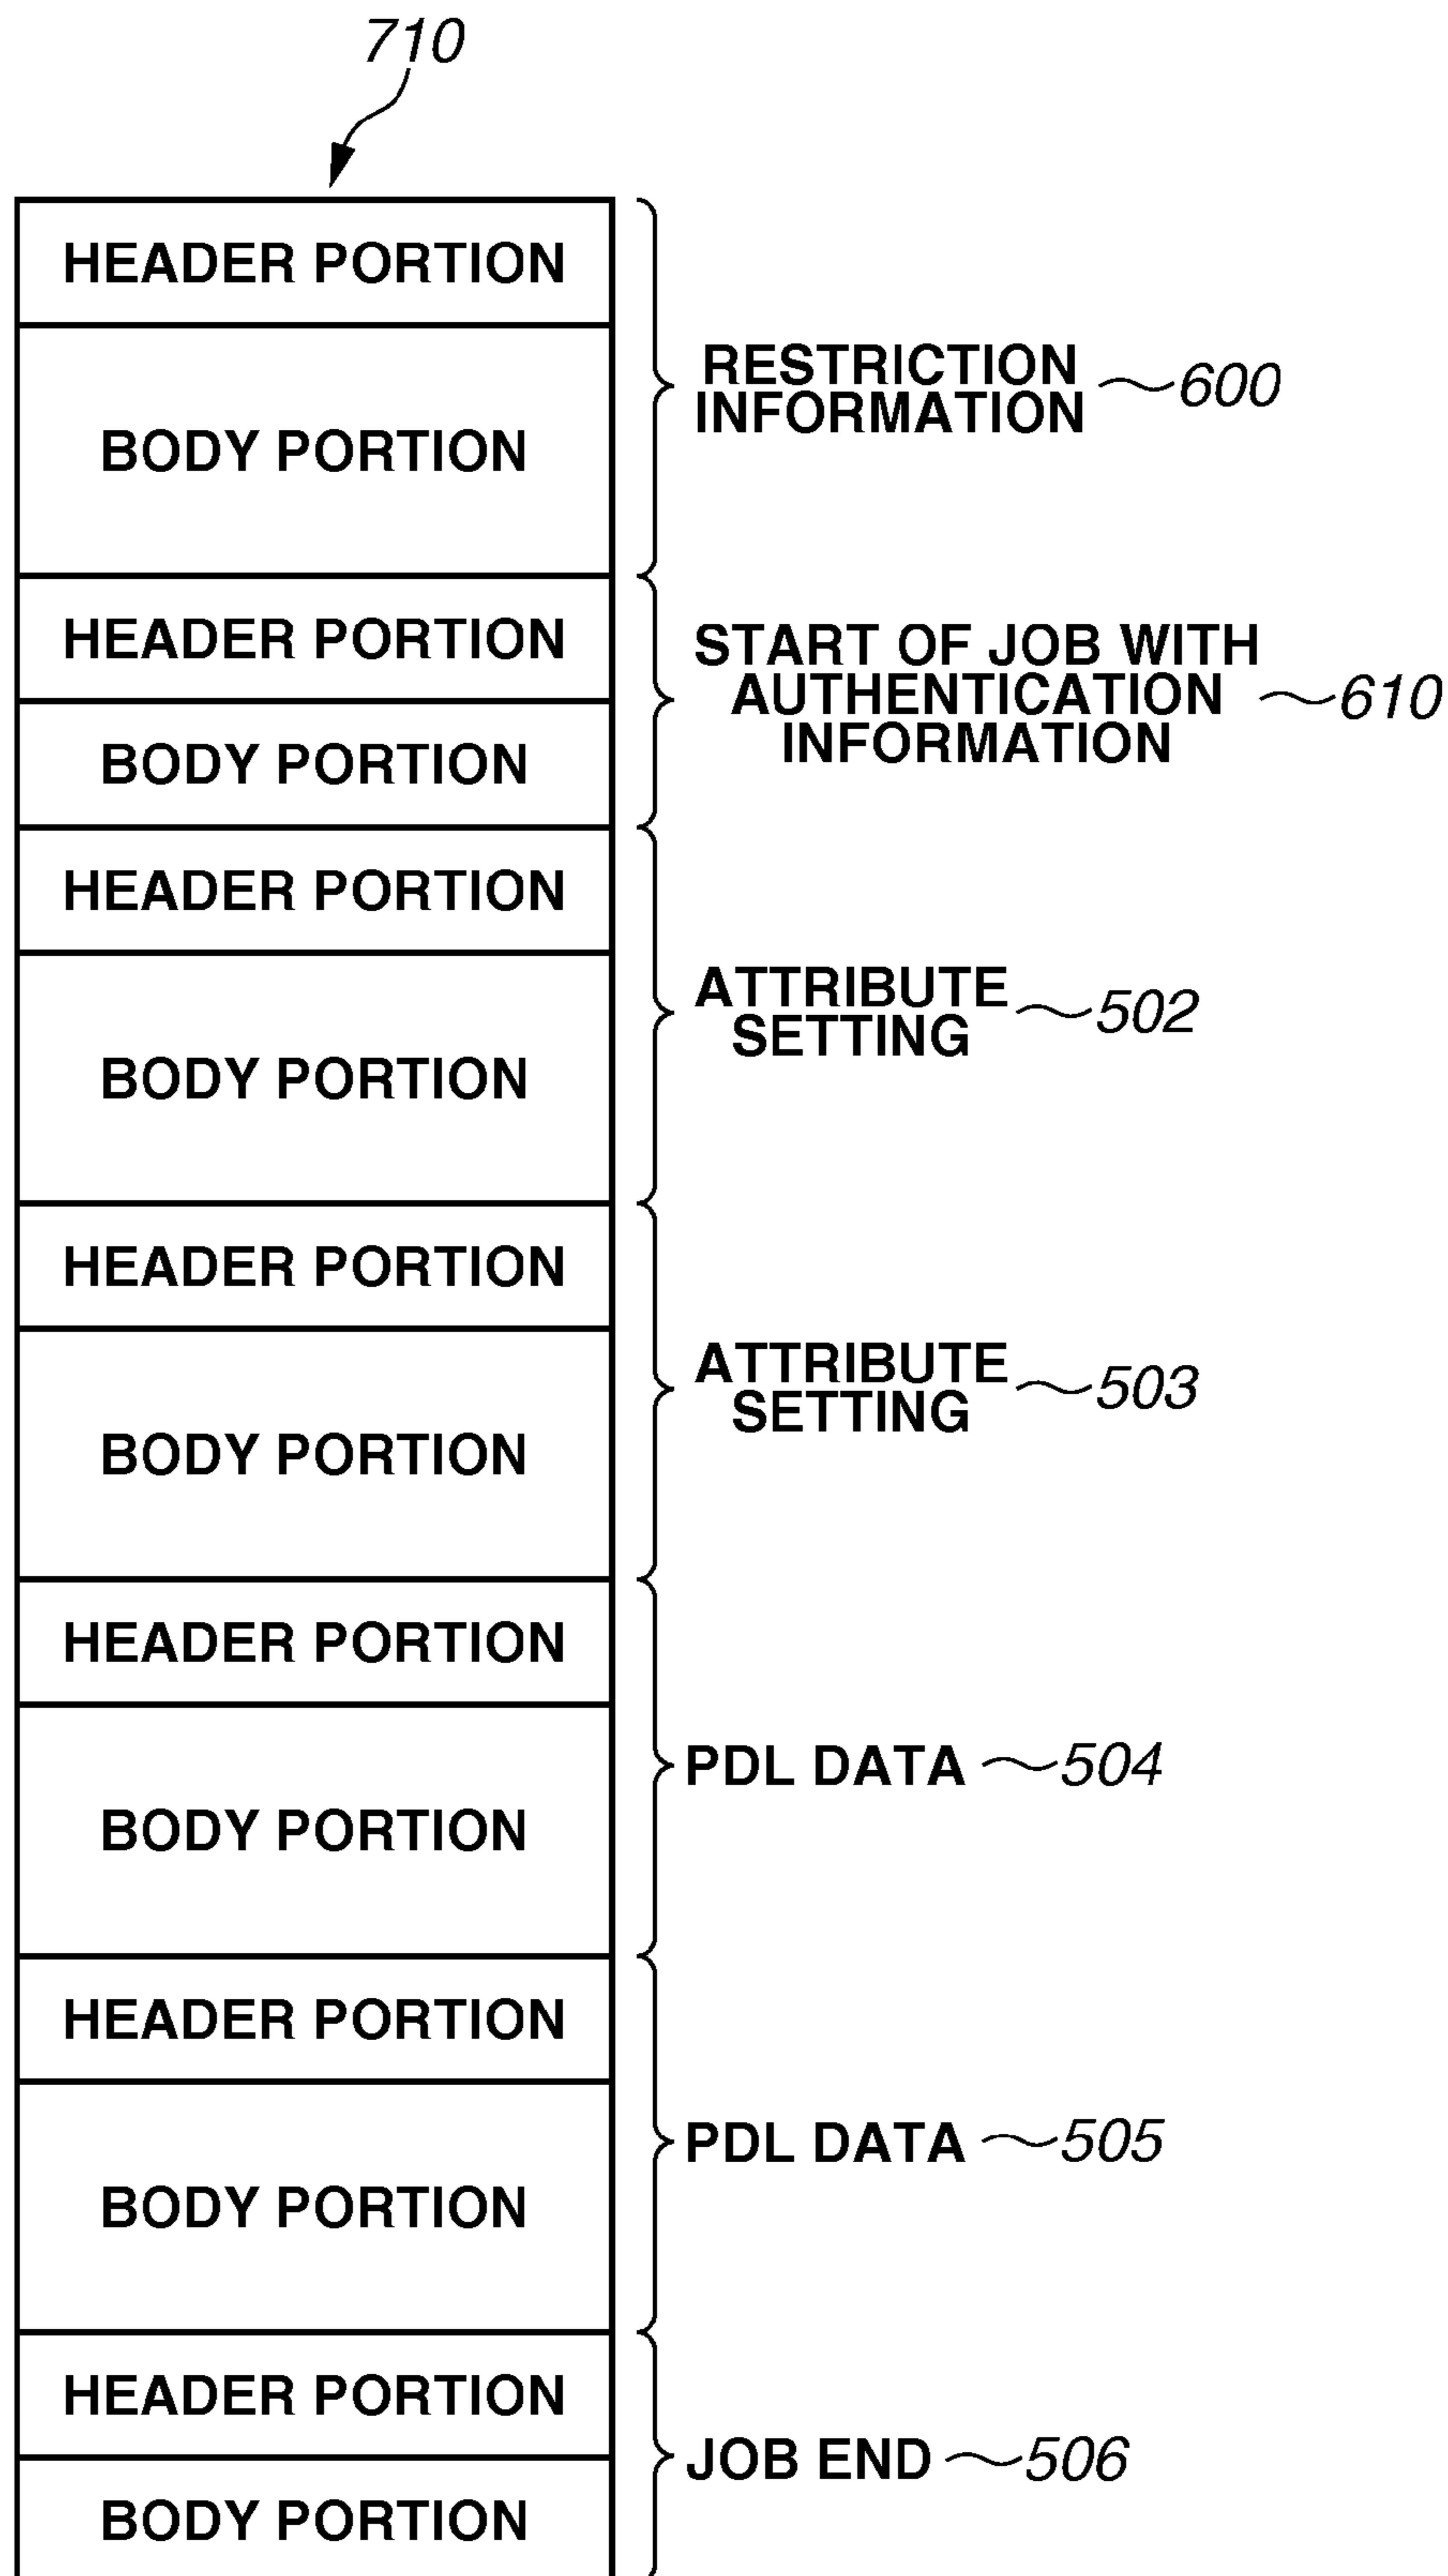 710
HEADER PORTION
BODY PORTION
RESTRICTION
INFORMATION
600
HEADER PORTION
BODY PORTION
START OF JOB WITH
AUTHENTICATION
INFORMATION
610
HEADER PORTION
BODY PORTION
ATTRIBUTE
SETTING
502
HEADER PORTION
BODY PORTION
ATTRIBUTE
SETTING
503
HEADER PORTION
BODY PORTION
PDL DATA
504
HEADER PORTION
BODY PORTION
PDL DATA
505
HEADER PORTION
BODY PORTION
JOB END
506